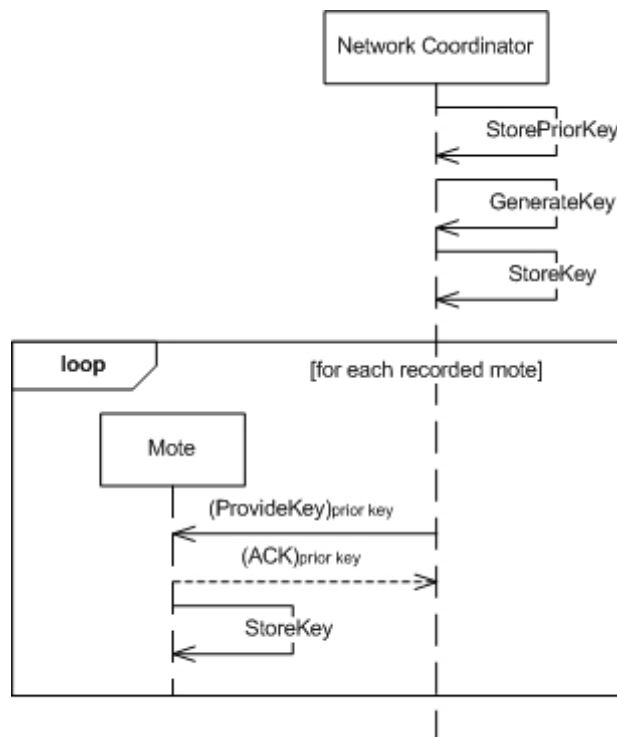 Network Coordinator
StorePriorKey
GenerateKey
StoreKey
loop
[for each recorded mote]
Mote
(ProvideKey)prior key
(ACK)prior key
StoreKey